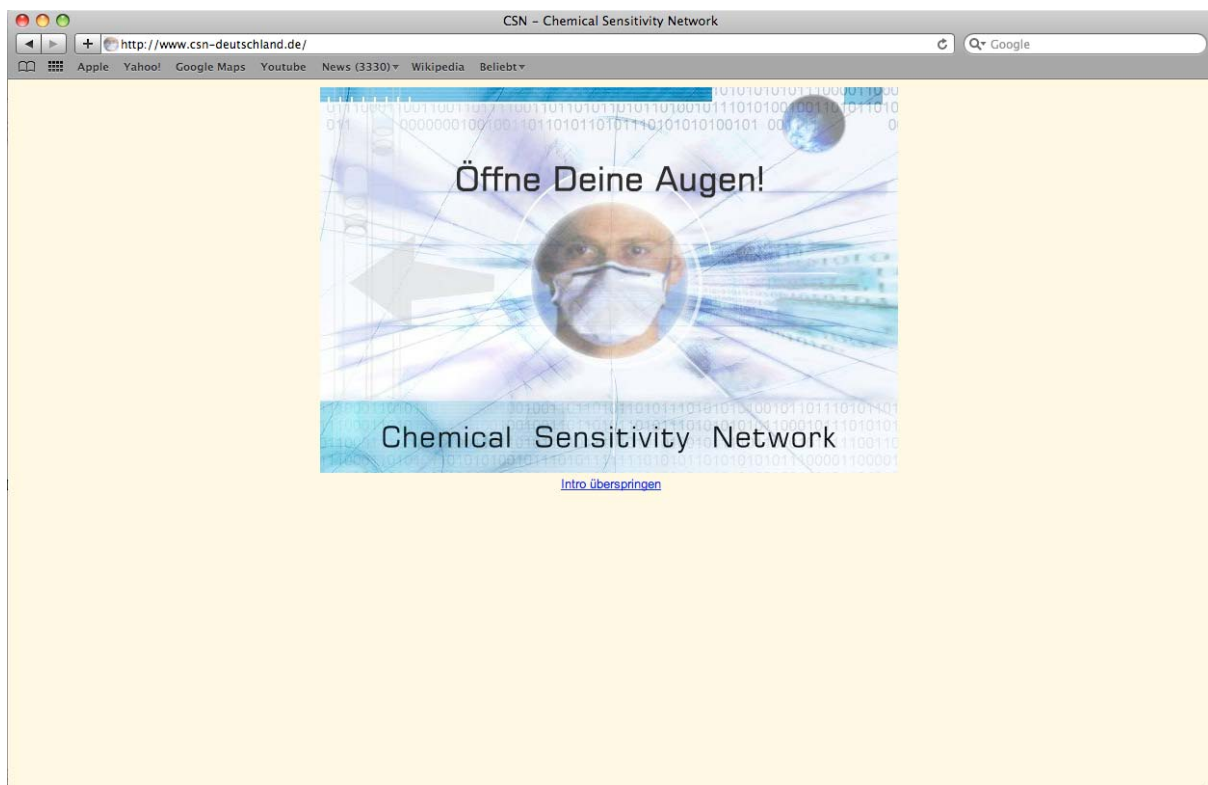 CSN – Chemical Sensitivity Network
http://www.csn-deutschland.de/
Google
Apple Yahoo! Google Maps Youtube News (3330) Wikipedia Beliebt
Öffne Deine Augen!
Chemical Sensitivity Network
Intro überspringen